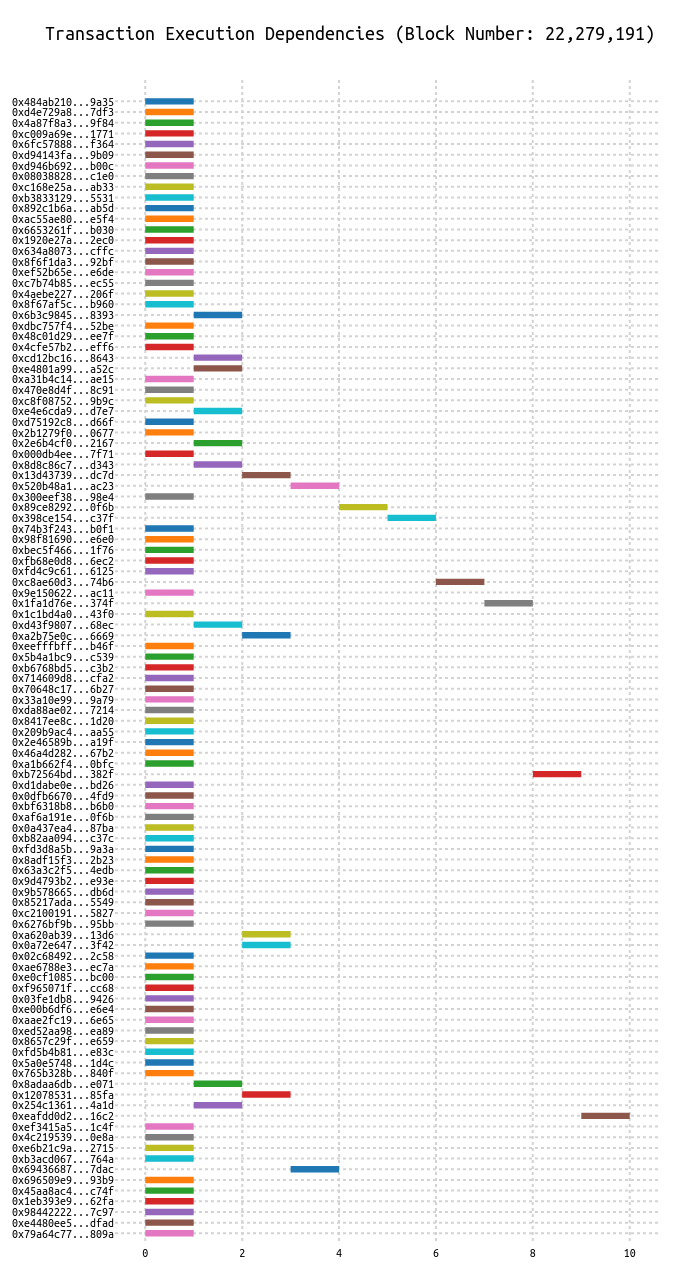 Transaction Execution Dependencies (Block Number: 22,279,191)
0x484ab210...9a35
0xd4e729a8...7df3
0x4a87f8a3...9f84
0xc009a69e...1771
0x6fc57888...f364
0xd94143fa...9b09
0xd946b692...b00c
0x08038828...c1e0
0xc168e25a...ab33
0xb3833129...5531
0x892c1b6a...ab5d
0xac55ae80...e5f4
0x6653261f...b030
0x1920e27a...2ec0
0x634a8073...cffc
0x8f6f1da3...92bf
0xef52b65e...e6de
0xc7b74b85...ec55
0x4aebe227...206f
0x8f67af5c...b960
0x6b3c9845...8393
0xdbc757f4...52be
0x48c01d29...ee7f
0x4cfe57b2...eff6
0xcd12bc16...8643
0xe4801a99...a52c
0xa31b4c14...ae15
0x470e8d4f...8c91
0xc8f08752...9b9c
0xe4e6cda9...d7e7
0xd75192c8...d66f
0x2b1279f0...0677
0x2e6b4cf0...2167
0x000db4ee...7f71
0x8d8c86c7...d343
0x13d43739...dc7d
0x520b48a1...ac23
0x300eef38...98e4
0x89ce8292...0f6b
0x398ce154...c37f
0x74b3f243...b0f1
0x98f81690...e6e0
0xbec5f466...1f76
0xfb68e0d8...6ec2
0xfd4c9c61...6125
0xc8ae60d3...74b6
0x9e150622...ac11
0x1fa1d76e...374f
0x1c1bd4a0...43f0
0xd43f9807...68ec
0xa2b75e0c...6669
0xeefffbff...b46f
0x5b4a1bc9...c539
0xb6768bd5...c3b2
0x714609d8...cfa2
0x70648c17...6b27
0x33a10e99...9a79
0xda88ae02...7214
0x8417ee8c...1d20
0x209b9ac4...aa55
0x2e46589b...a19f
0x46a4d282...67b2
0xa1b662f4...0bfc
0xb72564bd...382f
0xd1dabe0e...bd26
0x0dfb6670...4fd9
0xbf6318b8...b6b0
0xaf6a191e...0f6b
0x0a437ea4...87ba
0xb82aa094...c37c
0xfd3d8a5b...9a3a
0x8adf15f3...2b23
0x63a3c2f5...4edb
0x9d4793b2...e93e
0x9b578665...db6d
0x85217ada...5549
0xc2100191...5827
0x6276bf9b...95bb
0xa620ab39...13d6
0x0a72e647...3f42
0x02c68492...2c58
0xae6788e3...ec7a
0xe0cf1085...bc00
0xf965071f...cc68
0x03fe1db8...9426
0xe00b6df6...e6e4
0xaae2fc19...6e65
0xed52aa98...ea89
0x8657c29f...e659
0xfd5b4b81...e83c
0x5a0e5748...1d4c
0x765b328b...840f
0x8adaa6db...e071
0x12078531...85fa
0x254c1361...4a1d
0xeafdd0d2...16c2
0xef3415a5...1c4f
0x4c219539...0e8a
0xe6b21c9a...2715
0xb3acd067...764a
0x69436687...7dac
0x696509e9...93b9
0x45aa8ac4...c74f
0x1eb393e9...62fa
0x98442222...7c97
0xe4480ee5...dfad
0x79a64c77...809a
0 2 4 6 8 10